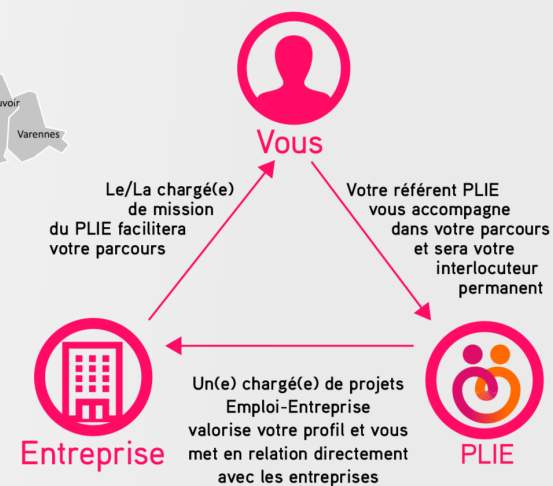 Varennes
Vous
Le/La chargé(e)
de mission
du PLIE facilitera
votre parcours
Votre référent PLIE
vous accompagne
dans votre parcours
et sera votre
interlocuteur
permanent
Entreprise
Un(e) chargé(e) de projets
Emploi-Entreprise
valorise votre profil et vous
met en relation directement
avec les entreprises
PLIE